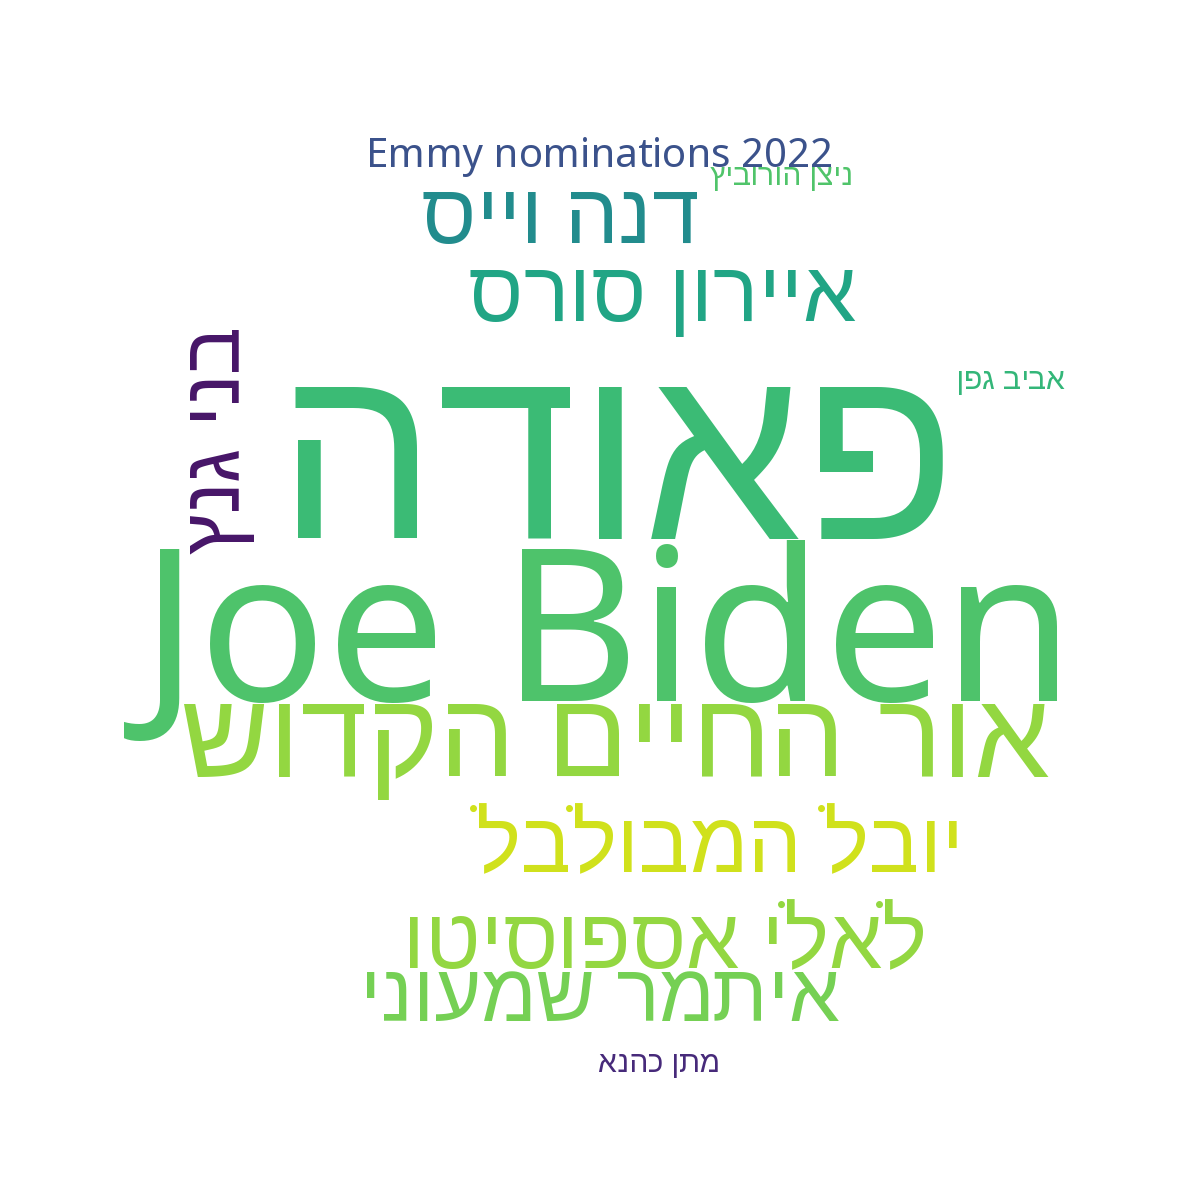 Emmy nominations 2022
ניצן הורוביץ
דנה וייס
איירון סורס
בני גנץ
אביב גפן
פאודה
Joe Biden
אור החיים הקדוש
יובל המבולבל
לאלי אספוסיטו
איתמר שמעוני
מתן כהנא